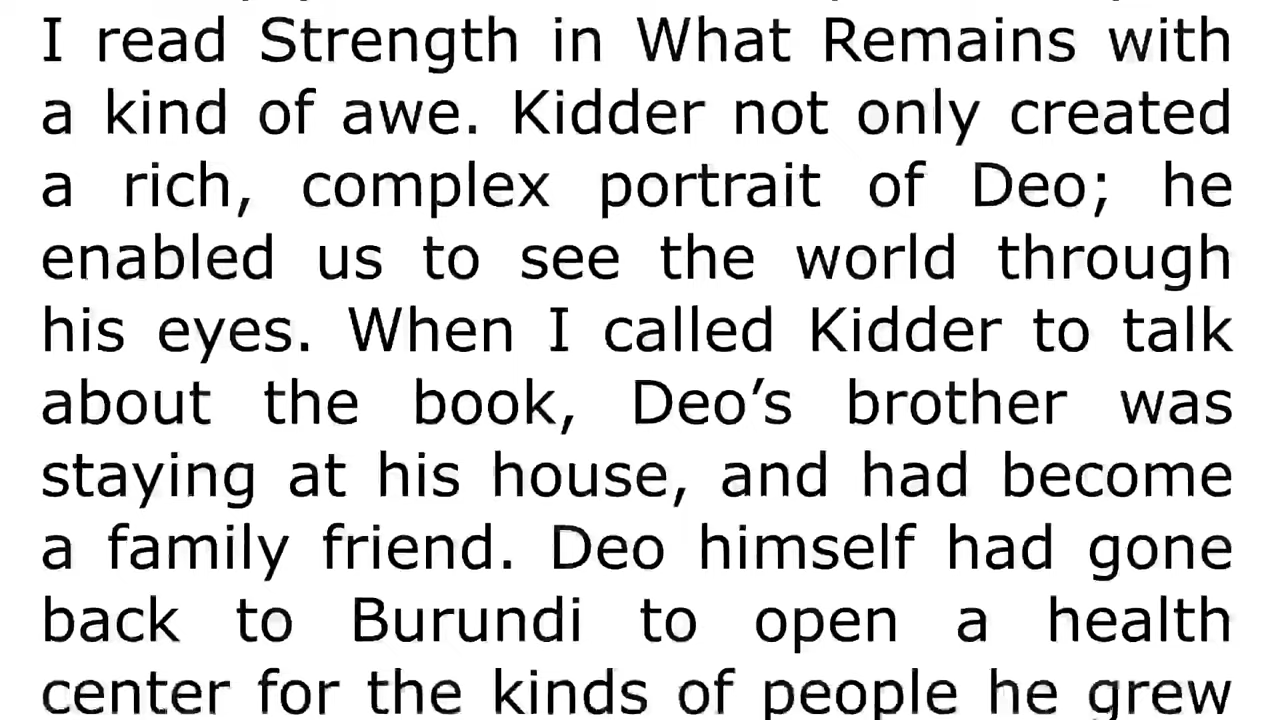 I read Strength in What Remains with
a kind of awe. Kidder not only created
a rich, complex portrait of Deo; he
enabled us to see the world through
his eyes. When I called Kidder to talk
about the book, Deo’s brother was
staying at his house, and had become
a family friend. Deo himself had gone
back to Burundi to open a health
center for the kinds of people he grew